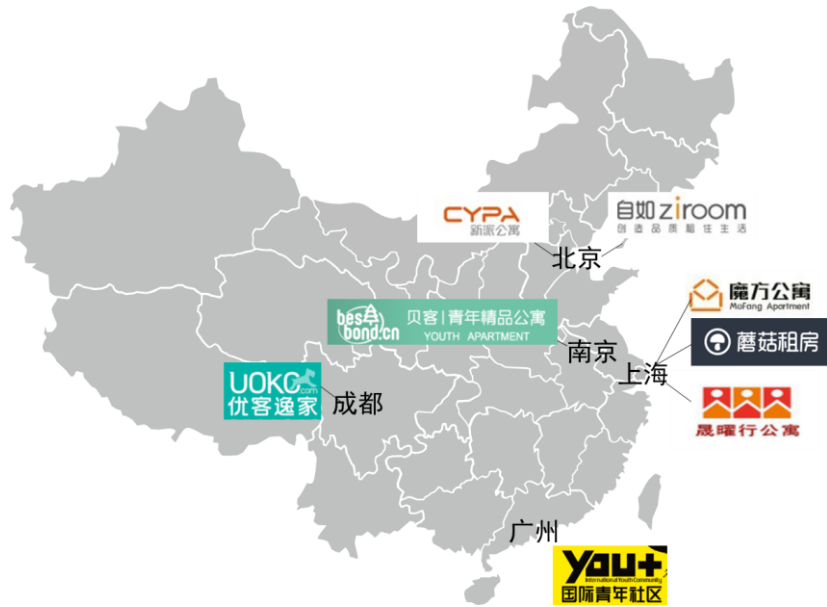 CYPA
新派公寓
自如 ziroom
创造品质租住生活
北京
魔方公寓
MoFang Apartment
bes
bond.cn
贝客|青年精品公寓
YOUTH APARTMENT
蘑菇租房
南京
上海
UOKO.com
优客逸家
成都
晟曜行公寓
广州
You+
International Youth Community
国际青年社区